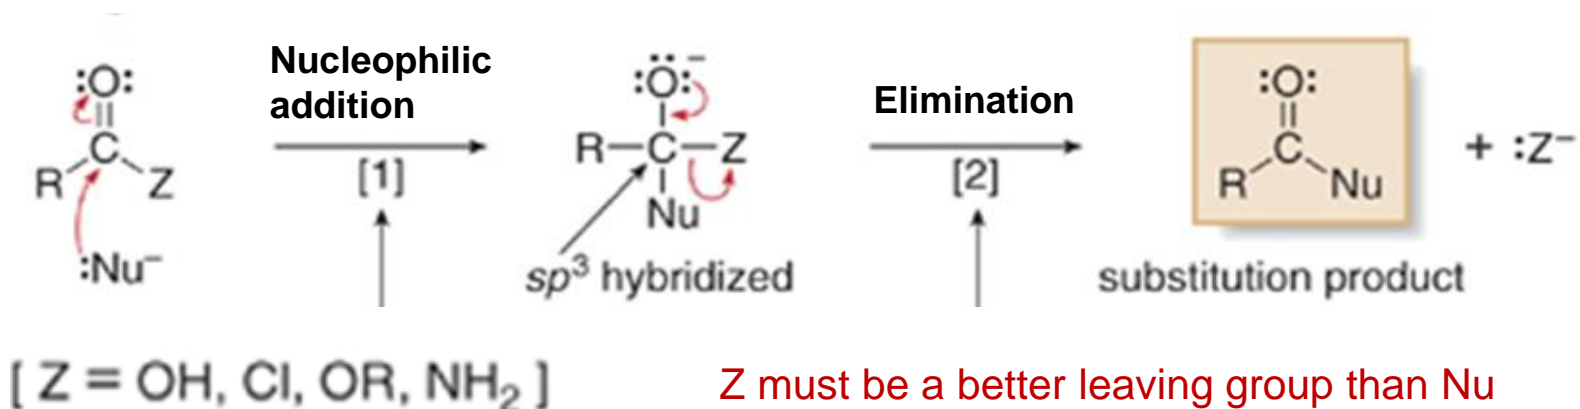 Nucleophilic
addition
Elimination
:O:
R C Z
:Nu⁻
[1]
:O:⁻
R–C–Z
Nu
sp³ hybridized
[2]
:O:
R C Nu
substitution product
+ :Z⁻
[ Z = OH, Cl, OR, NH₂ ]
Z must be a better leaving group than Nu